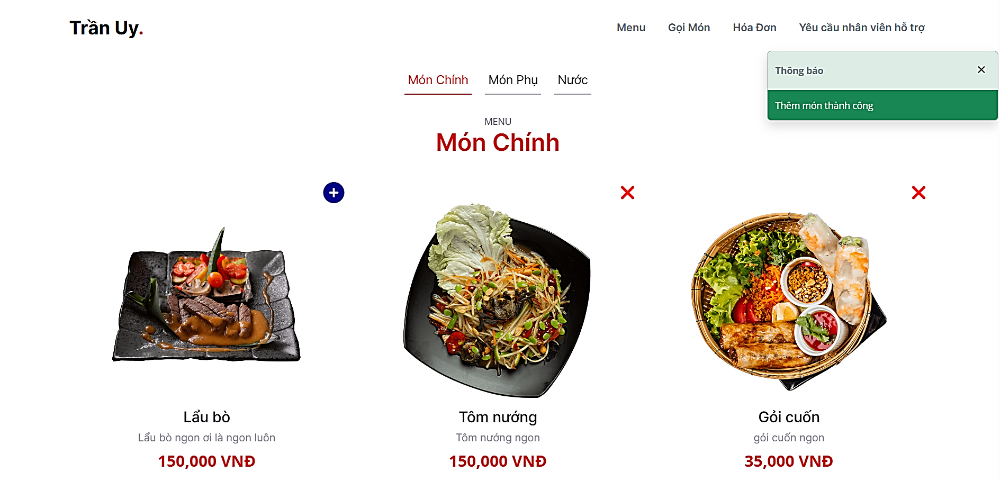 Trần Uy.
Menu
Gọi Món
Hóa Đơn
Yêu cầu nhân viên hỗ trợ
Thông báo
Thêm món thành công
Món Chính
Món Phụ
Nước
MENU
Món Chính
Lẩu bò
Lẩu bò ngon ơi là ngon luôn
150,000 VNĐ
Tôm nướng
Tôm nướng ngon
150,000 VNĐ
Gỏi cuốn
gỏi cuốn ngon
35,000 VNĐ